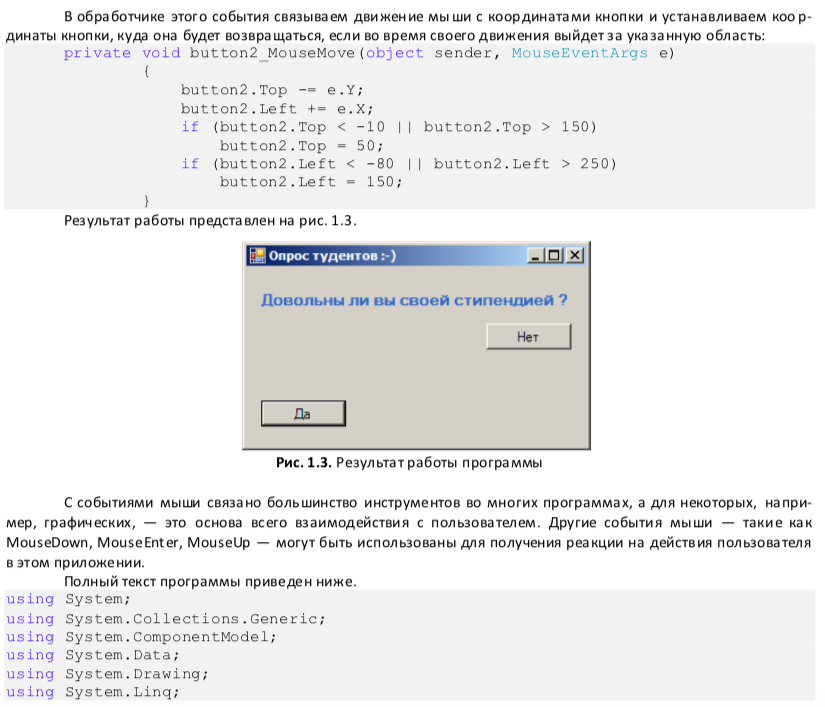 В обработчике этого события связываем движение мыши с координатами кнопки и устанавливаем коор-
динаты кнопки, куда она будет возвращаться, если во время своего движения выйдет за указанную область:
private void button2_MouseMove(object sender, MouseEventArgs e)
{
button2.Top -= e.Y;
button2.Left += e.X;
if (button2.Top < -10 || button2.Top > 150)
button2.Top = 50;
if (button2.Left < -80 || button2.Left > 250)
button2.Left = 150;
}
Результат работы представлен на рис. 1.3.
Опрос тудентов :-)
Довольны ли вы своей стипендией ?
Нет
Да
Рис. 1.3. Результат работы программы
С событиями мыши связано большинство инструментов во многих программах, а для некоторых, напри-
мер, графических, — это основа всего взаимодействия с пользователем. Другие события мыши — такие как
MouseDown, MouseEnter, MouseUp — могут быть использованы для получения реакции на действия пользователя
в этом приложении.
Полный текст программы приведен ниже.
using System;
using System.Collections.Generic;
using System.ComponentModel;
using System.Data;
using System.Drawing;
using System.Linq;